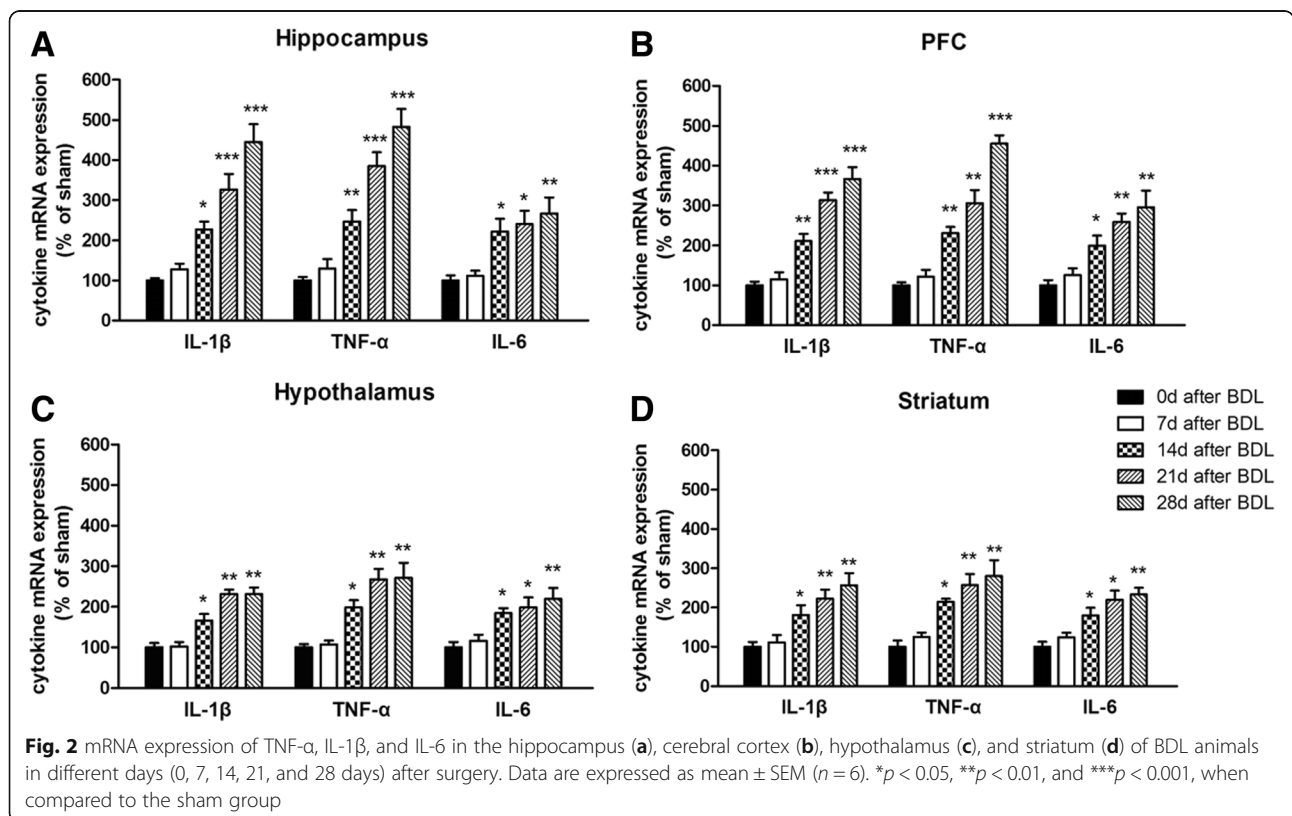 A
Hippocampus
cytokine mRNA expression
(% of sham)
600
500
400
300
200
100
0
*
***
***
**
***
***
*
*
**
IL-1β
TNF-α
IL-6
B
PFC
cytokine mRNA expression
(% of sham)
600
500
400
300
200
100
0
**
***
***
**
**
***
*
**
**
IL-1β
TNF-α
IL-6
C
Hypothalamus
cytokine mRNA expression
(% of sham)
600
500
400
300
200
100
0
*
**
**
*
**
**
*
*
**
IL-1β
TNF-α
IL-6
D
Striatum
cytokine mRNA expression
(% of sham)
600
500
400
300
200
100
0
*
**
**
*
**
**
*
*
**
IL-1β
TNF-α
IL-6
0d after BDL
7d after BDL
14d after BDL
21d after BDL
28d after BDL
Fig. 2 mRNA expression of TNF-α, IL-1β, and IL-6 in the hippocampus (a), cerebral cortex (b), hypothalamus (c), and striatum (d) of BDL animals
in different days (0, 7, 14, 21, and 28 days) after surgery. Data are expressed as mean ± SEM (n = 6). *p < 0.05, **p < 0.01, and ***p < 0.001, when
compared to the sham group